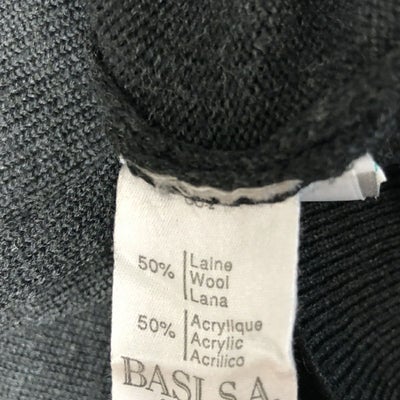 50% Laine
Wool
Lana
50% Acrylique
Acrylic
Acrilico
BASI S.A.